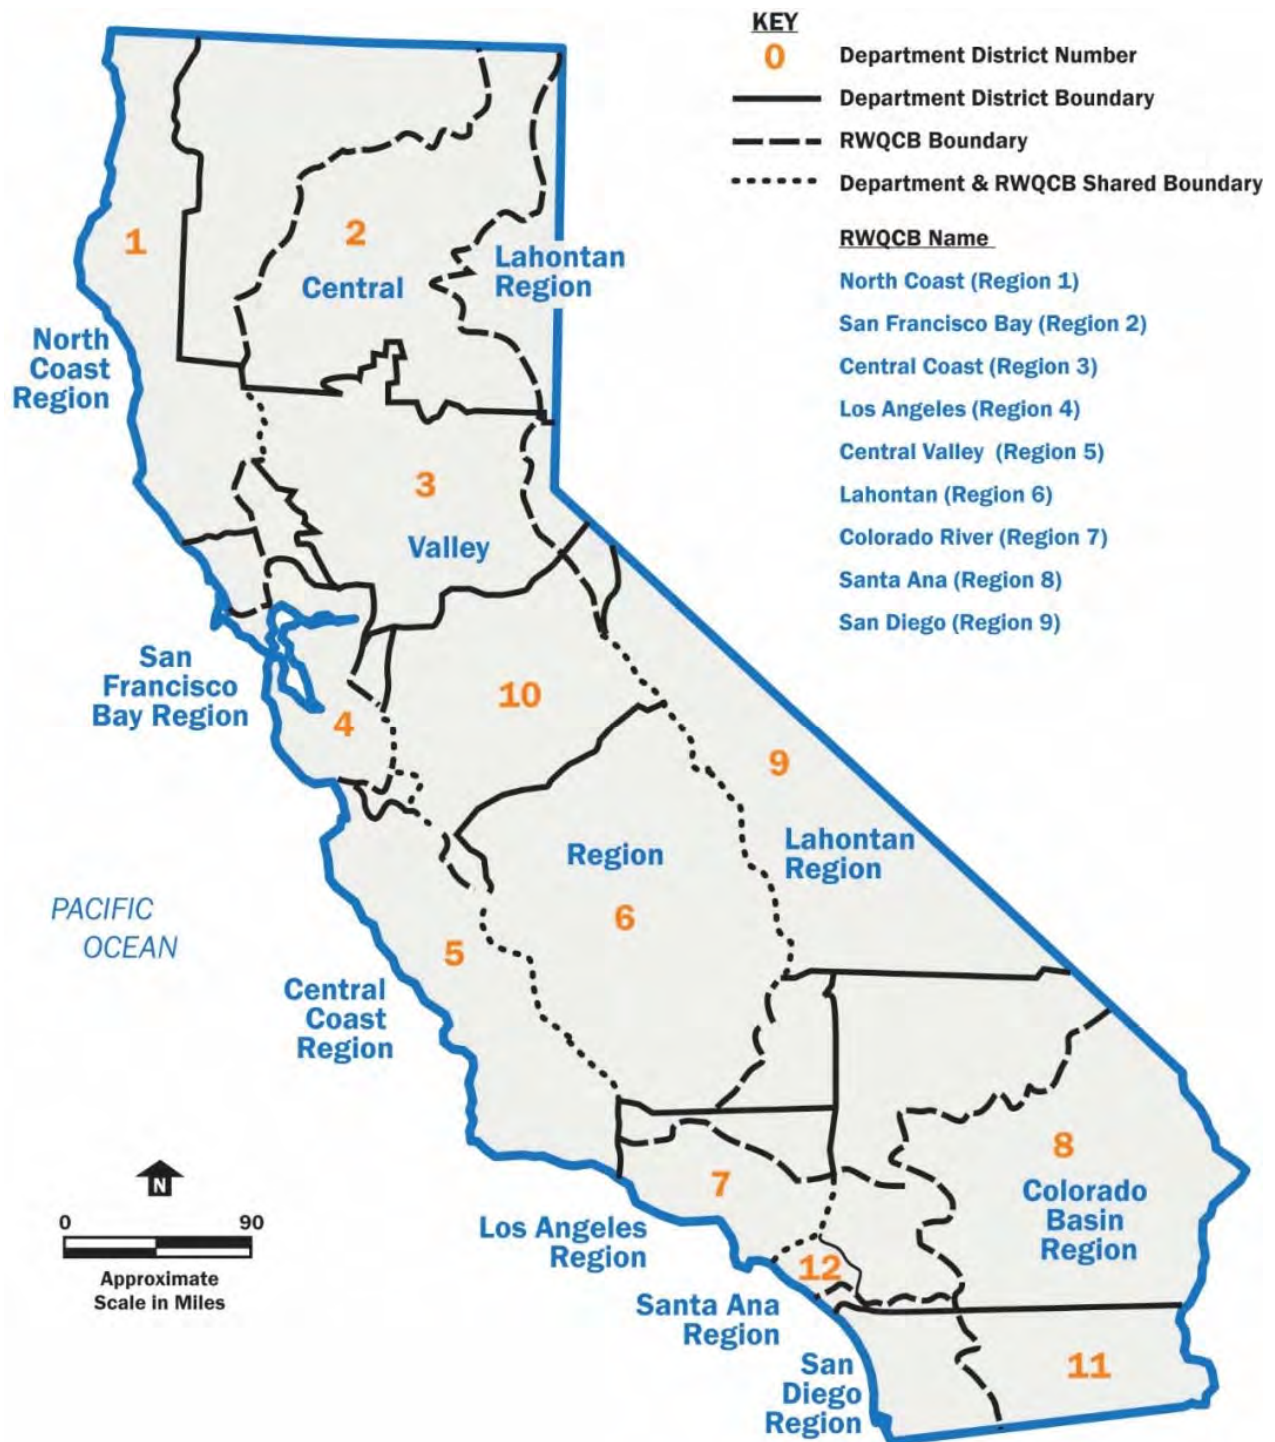 KEY
0 Department District Number
Department District Boundary
RWQCB Boundary
Department & RWQCB Shared Boundary
RWQCB Name
North Coast (Region 1)
San Francisco Bay (Region 2)
Central Coast (Region 3)
Los Angeles (Region 4)
Central Valley (Region 5)
Lahontan (Region 6)
Colorado River (Region 7)
Santa Ana (Region 8)
San Diego (Region 9)
1
2
Central
Lahontan
Region
North
Coast
Region
3
Valley
San
Francisco
Bay Region
4
10
9
Lahontan
Region
Region
6
PACIFIC
OCEAN
5
Central
Coast
Region
8
Colorado
Basin
Region
7
Los Angeles
Region
12
Santa Ana
Region
San
Diego
Region
11
N
0 90
Approximate
Scale in Miles